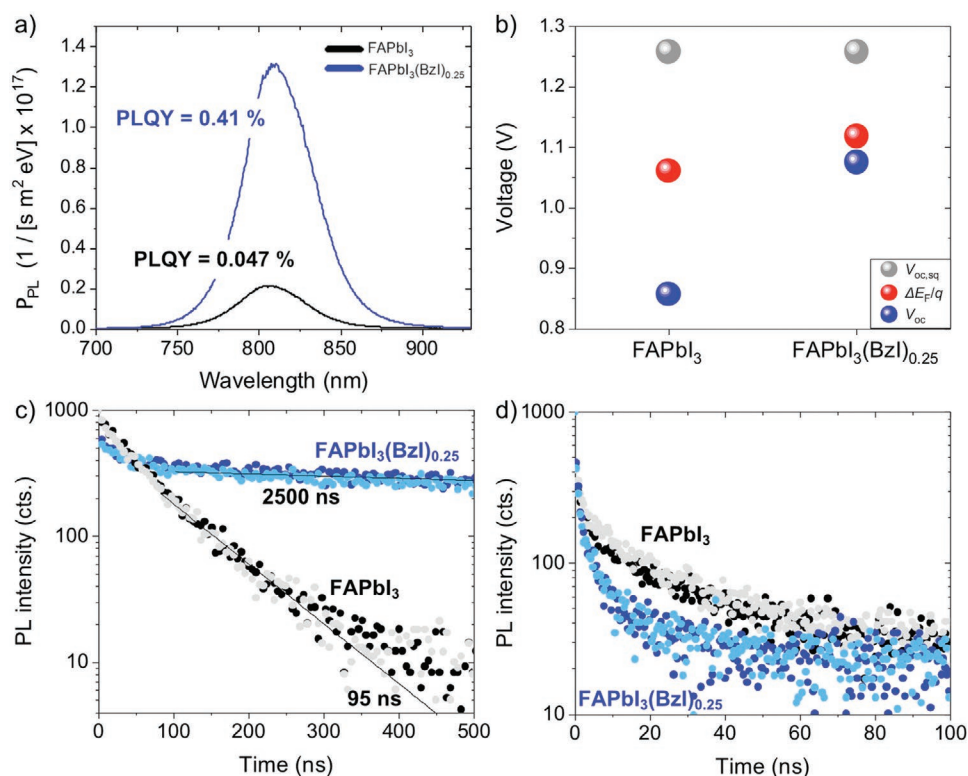 a)
1.4
1.2
1.0
0.8
0.6
0.4
0.2
0.0
P_PL (1 / [s m² eV] x 10¹⁷
FAPbI₃
FAPbI₃(BzI)₀.₂₅
PLQY = 0.41 %
PLQY = 0.047 %
700 750 800 850 900
Wavelength (nm)
b)
1.3
1.2
1.1
1.0
0.9
0.8
Voltage (V)
V_oc,sq
ΔE_F/q
V_oc
FAPbI₃ FAPbI₃(BzI)₀.₂₅
c)
1000
100
10
PL intensity (cts.)
FAPbI₃(BzI)₀.₂₅
2500 ns
FAPbI₃
95 ns
0 100 200 300 400 500
Time (ns)
d)
1000
100
10
PL intensity (cts.)
FAPbI₃
FAPbI₃(BzI)₀.₂₅
0 20 40 60 80 100
Time (ns)